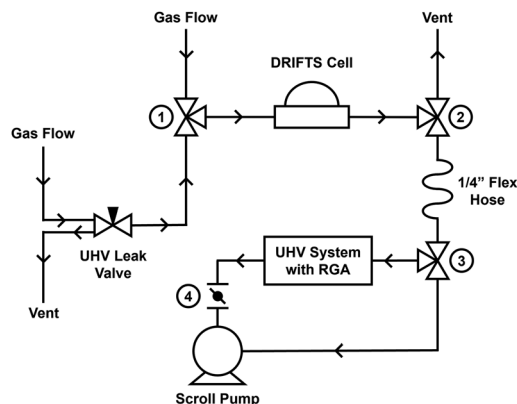 Gas Flow
Vent
DRIFTS Cell
1
2
Gas Flow
1/4” Flex
Hose
UHV Leak
Valve
UHV System
with RGA
3
4
Vent
Scroll Pump